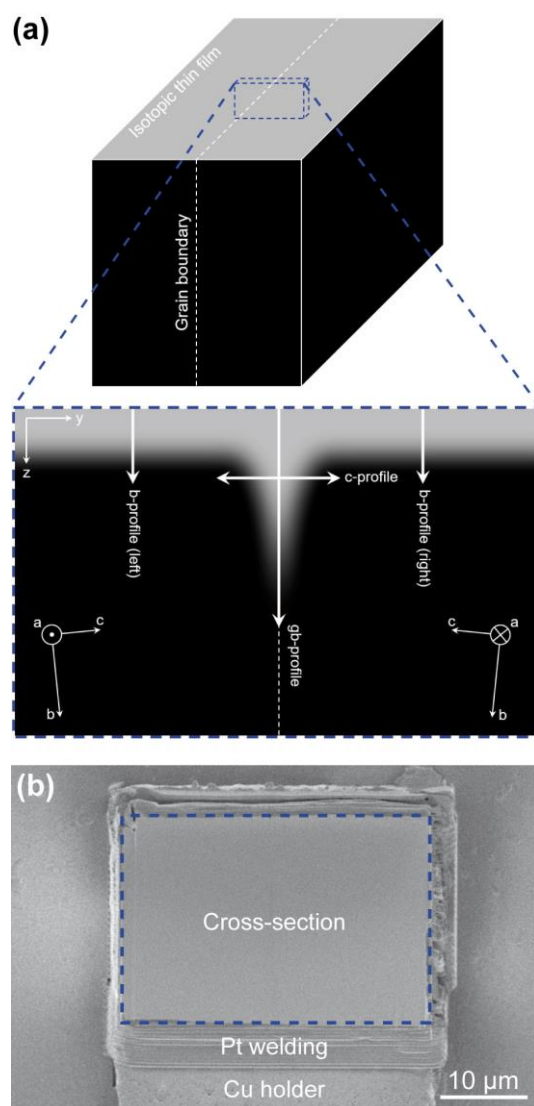 (a)
Isotopic thin film
Grain boundary
y
z
b-profile (left)
c-profile
b-profile (right)
gb-profile
a
c
b
c
a
b
(b)
Cross-section
Pt welding
Cu holder
10 µm